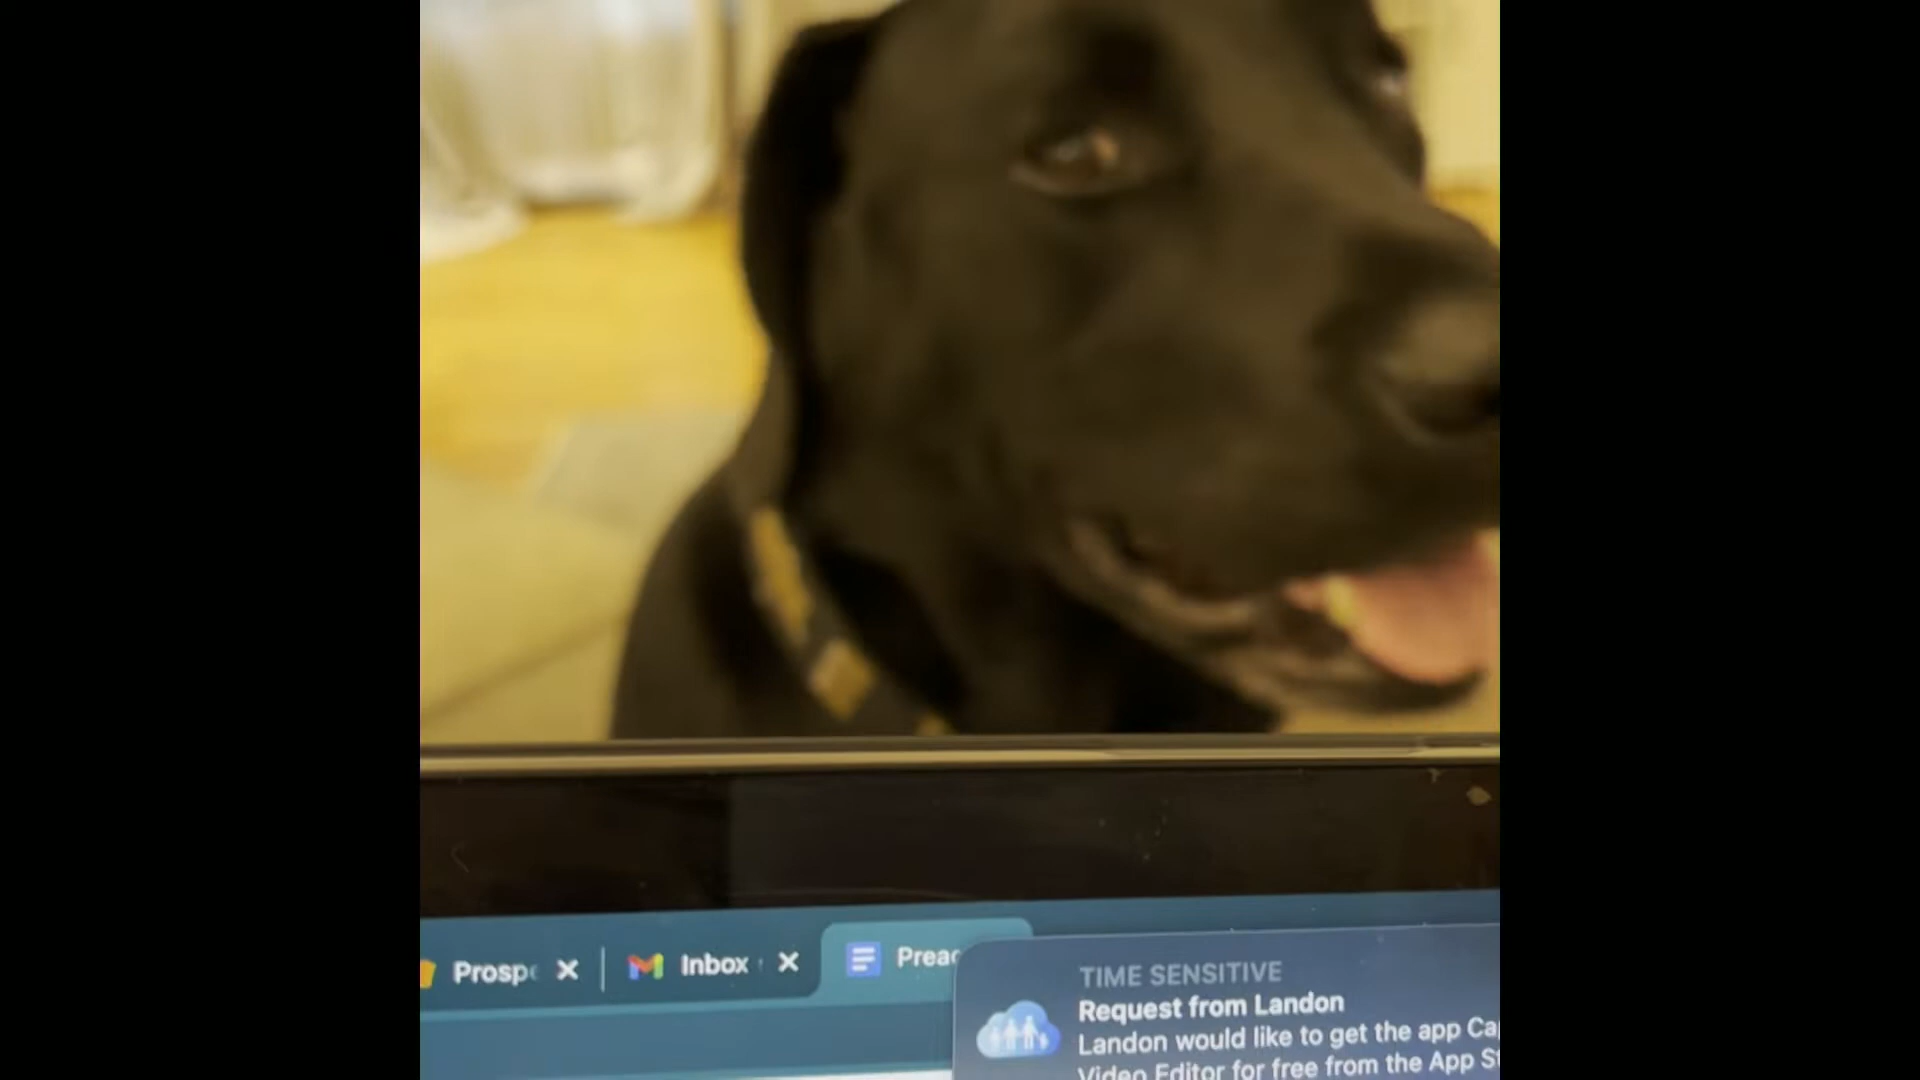 Prosp
Inbox
Preac
TIME SENSITIVE
Request from Landon
Landon would like to get the app Ca
Video Editor for free from the App S